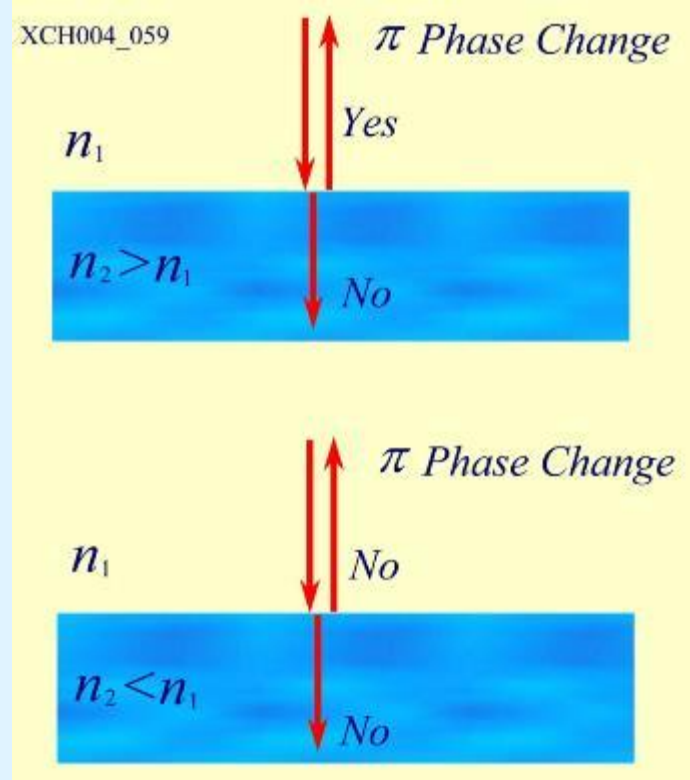 XCH004_059
π Phase Change
Yes
n₁
n₂>n₁
No
π Phase Change
n₁
No
n₂<n₁
No